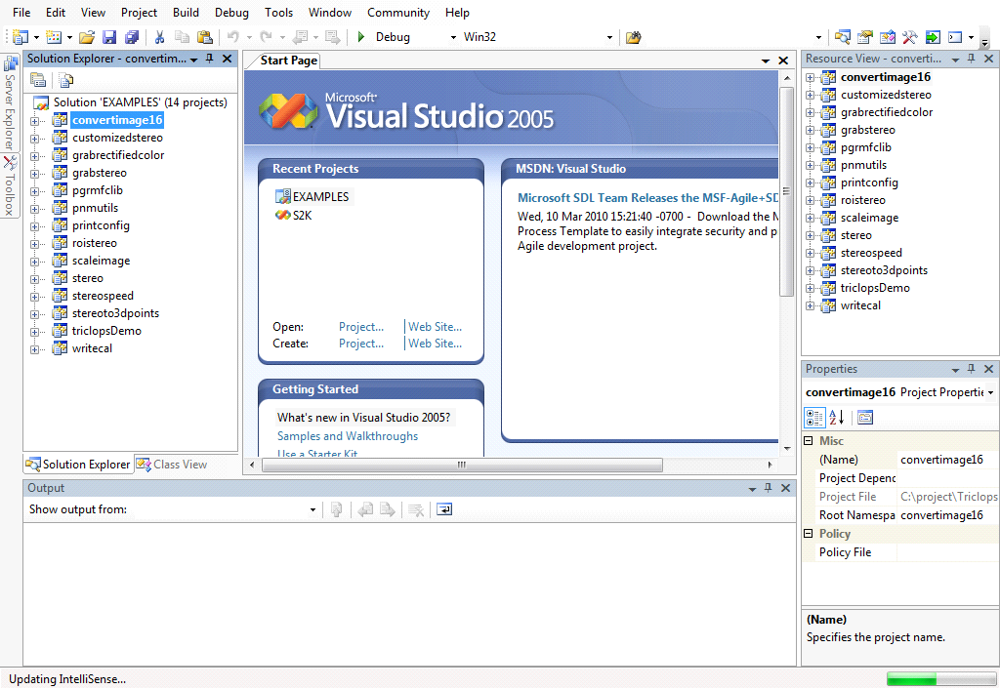 File Edit View Project Build Debug Tools Window Community Help
Debug Win32
Server Explorer
Toolbox
Solution Explorer - convertim...
Solution 'EXAMPLES' (14 projects)
convertimage16
customizedstereo
grabrectifiedcolor
grabstereo
pgrmfclib
pnmutils
printconfig
roistereo
scaleimage
stereo
stereospeed
stereoto3dpoints
triclopsDemo
writecal
Solution Explorer Class View
Start Page
Microsoft®
Visual Studio 2005
Recent Projects
EXAMPLES
S2K
Open: Project... Web Site...
Create: Project... Web Site...
Getting Started
What's new in Visual Studio 2005?
Samples and Walkthroughs
Use a Starter Kit
MSDN: Visual Studio
Microsoft SDL Team Releases the MSF-Agile+SD
Wed, 10 Mar 2010 15:21:40 -0700 - Download the M
Process Template to easily integrate security and p
Agile development project.
Resource View - converti...
convertimage16
customizedstereo
grabrectifiedcolor
grabstereo
pgrmfclib
pnmutils
printconfig
roistereo
scaleimage
stereo
stereospeed
stereoto3dpoints
triclopsDemo
writecal
Properties
convertimage16 Project Properti
Misc
(Name) convertimage16
Project Depend
Project File C:\project\Triclops
Root Namespa convertimage16
Policy
Policy File
(Name)
Specifies the project name.
Output
Show output from:
Updating IntelliSense...